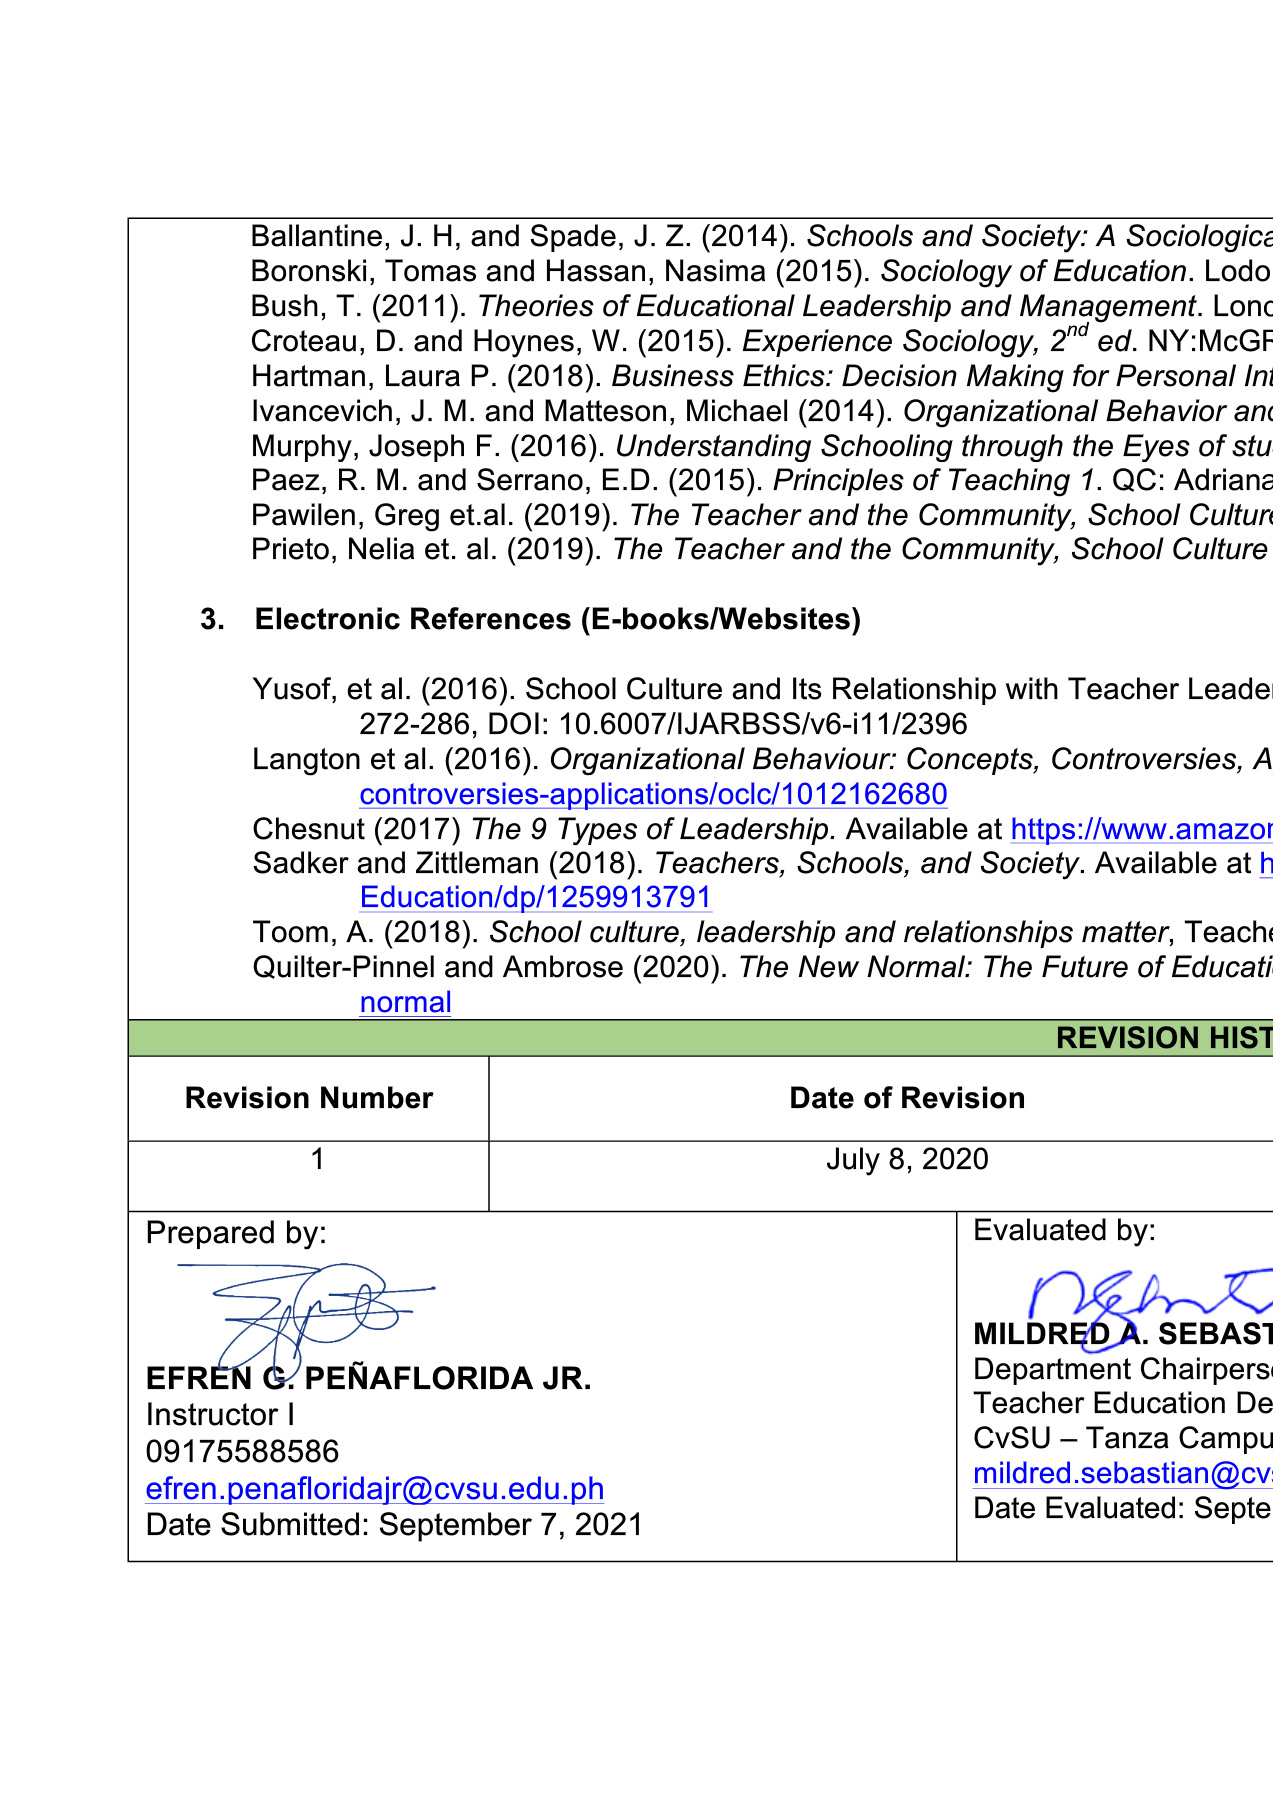 Ballantine, J. H, and Spade, J. Z. (2014). Schools and Society: A Sociologica
Boronski, Tomas and Hassan, Nasima (2015). Sociology of Education. Lodo
Bush, T. (2011). Theories of Educational Leadership and Management. Lond
Croteau, D. and Hoynes, W. (2015). Experience Sociology, 2nd ed. NY:McGR
Hartman, Laura P. (2018). Business Ethics: Decision Making for Personal Int
Ivancevich, J. M. and Matteson, Michael (2014). Organizational Behavior and
Murphy, Joseph F. (2016). Understanding Schooling through the Eyes of stu
Paez, R. M. and Serrano, E.D. (2015). Principles of Teaching 1. QC: Adriana
Pawilen, Greg et.al. (2019). The Teacher and the Community, School Culture
Prieto, Nelia et. al. (2019). The Teacher and the Community, School Culture
3. Electronic References (E-books/Websites)
Yusof, et al. (2016). School Culture and Its Relationship with Teacher Leader
272-286, DOI: 10.6007/IJARBSS/v6-i11/2396
Langton et al. (2016). Organizational Behaviour: Concepts, Controversies, A
controversies-applications/oclc/1012162680
Chesnut (2017) The 9 Types of Leadership. Available at https://www.amazon
Sadker and Zittleman (2018). Teachers, Schools, and Society. Available at h
Education/dp/1259913791
Toom, A. (2018). School culture, leadership and relationships matter, Teache
Quilter-Pinnel and Ambrose (2020). The New Normal: The Future of Educati
normal
REVISION HIST
Revision Number Date of Revision
1 July 8, 2020
Prepared by:
EFREN G. PEÑAFLORIDA JR.
Instructor I
09175588586
efren.penafloridajr@cvsu.edu.ph
Date Submitted: September 7, 2021
Evaluated by:
MILDRED A. SEBAST
Department Chairperso
Teacher Education De
CvSU – Tanza Campu
mildred.sebastian@cvs
Date Evaluated: Septe